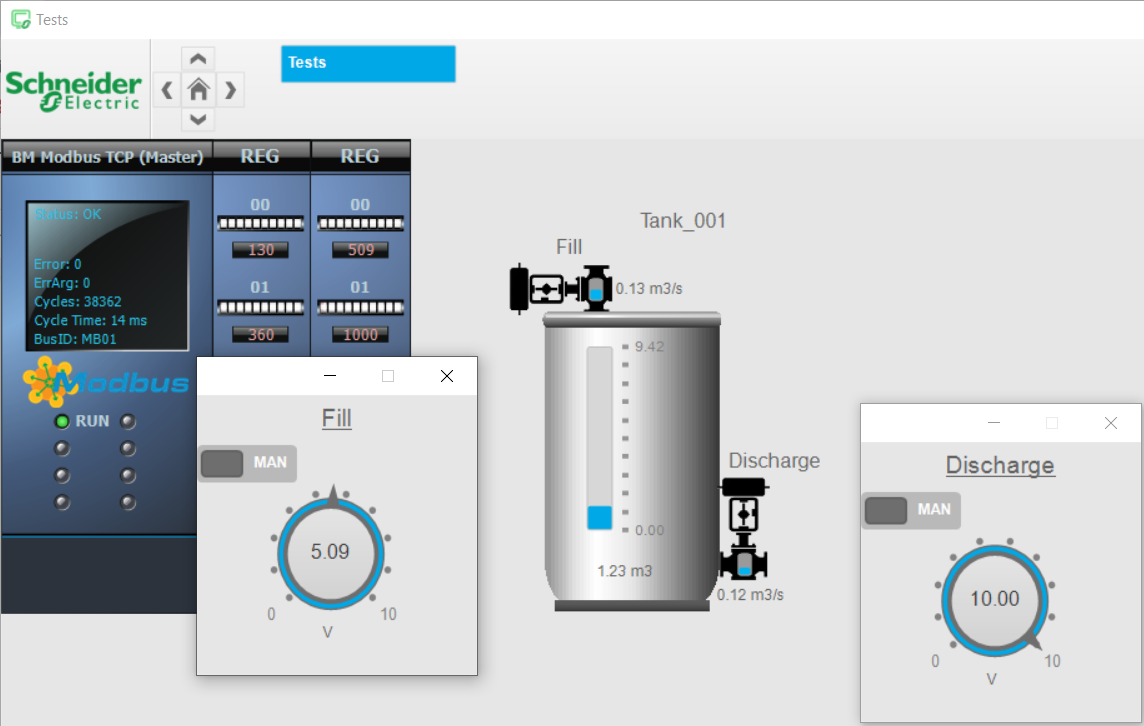 Tests
Schneider
Electric
Tests
BM Modbus TCP (Master)
REG
REG
Status: OK
Error: 0
ErrArg: 0
Cycles: 38362
Cycle Time: 14 ms
BusID: MB01
Modbus
RUN
00
130
01
360
00
509
01
1000
Fill
MAN
5.09
0
10
V
Tank_001
Fill
0.13 m3/s
9.42
0.00
1.23 m3
Discharge
0.12 m3/s
Discharge
MAN
10.00
0
10
V